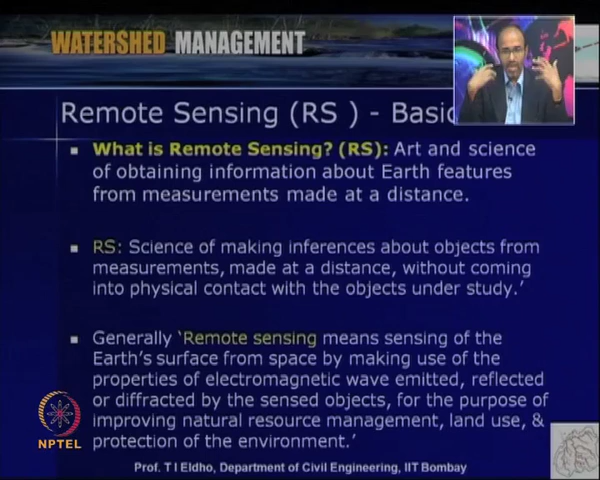 WATERSHED MANAGEMENT
Remote Sensing (RS ) - Basic
▪ What is Remote Sensing? (RS): Art and science
of obtaining information about Earth features
from measurements made at a distance.
▪ RS: Science of making inferences about objects from
measurements, made at a distance, without coming
into physical contact with the objects under study.’
▪ Generally ‘Remote sensing means sensing of the
Earth’s surface from space by making use of the
properties of electromagnetic wave emitted, reflected
or diffracted by the sensed objects, for the purpose of
improving natural resource management, land use, &
protection of the environment.’
NPTEL
Prof. T I Eldho, Department of Civil Engineering, IIT Bombay